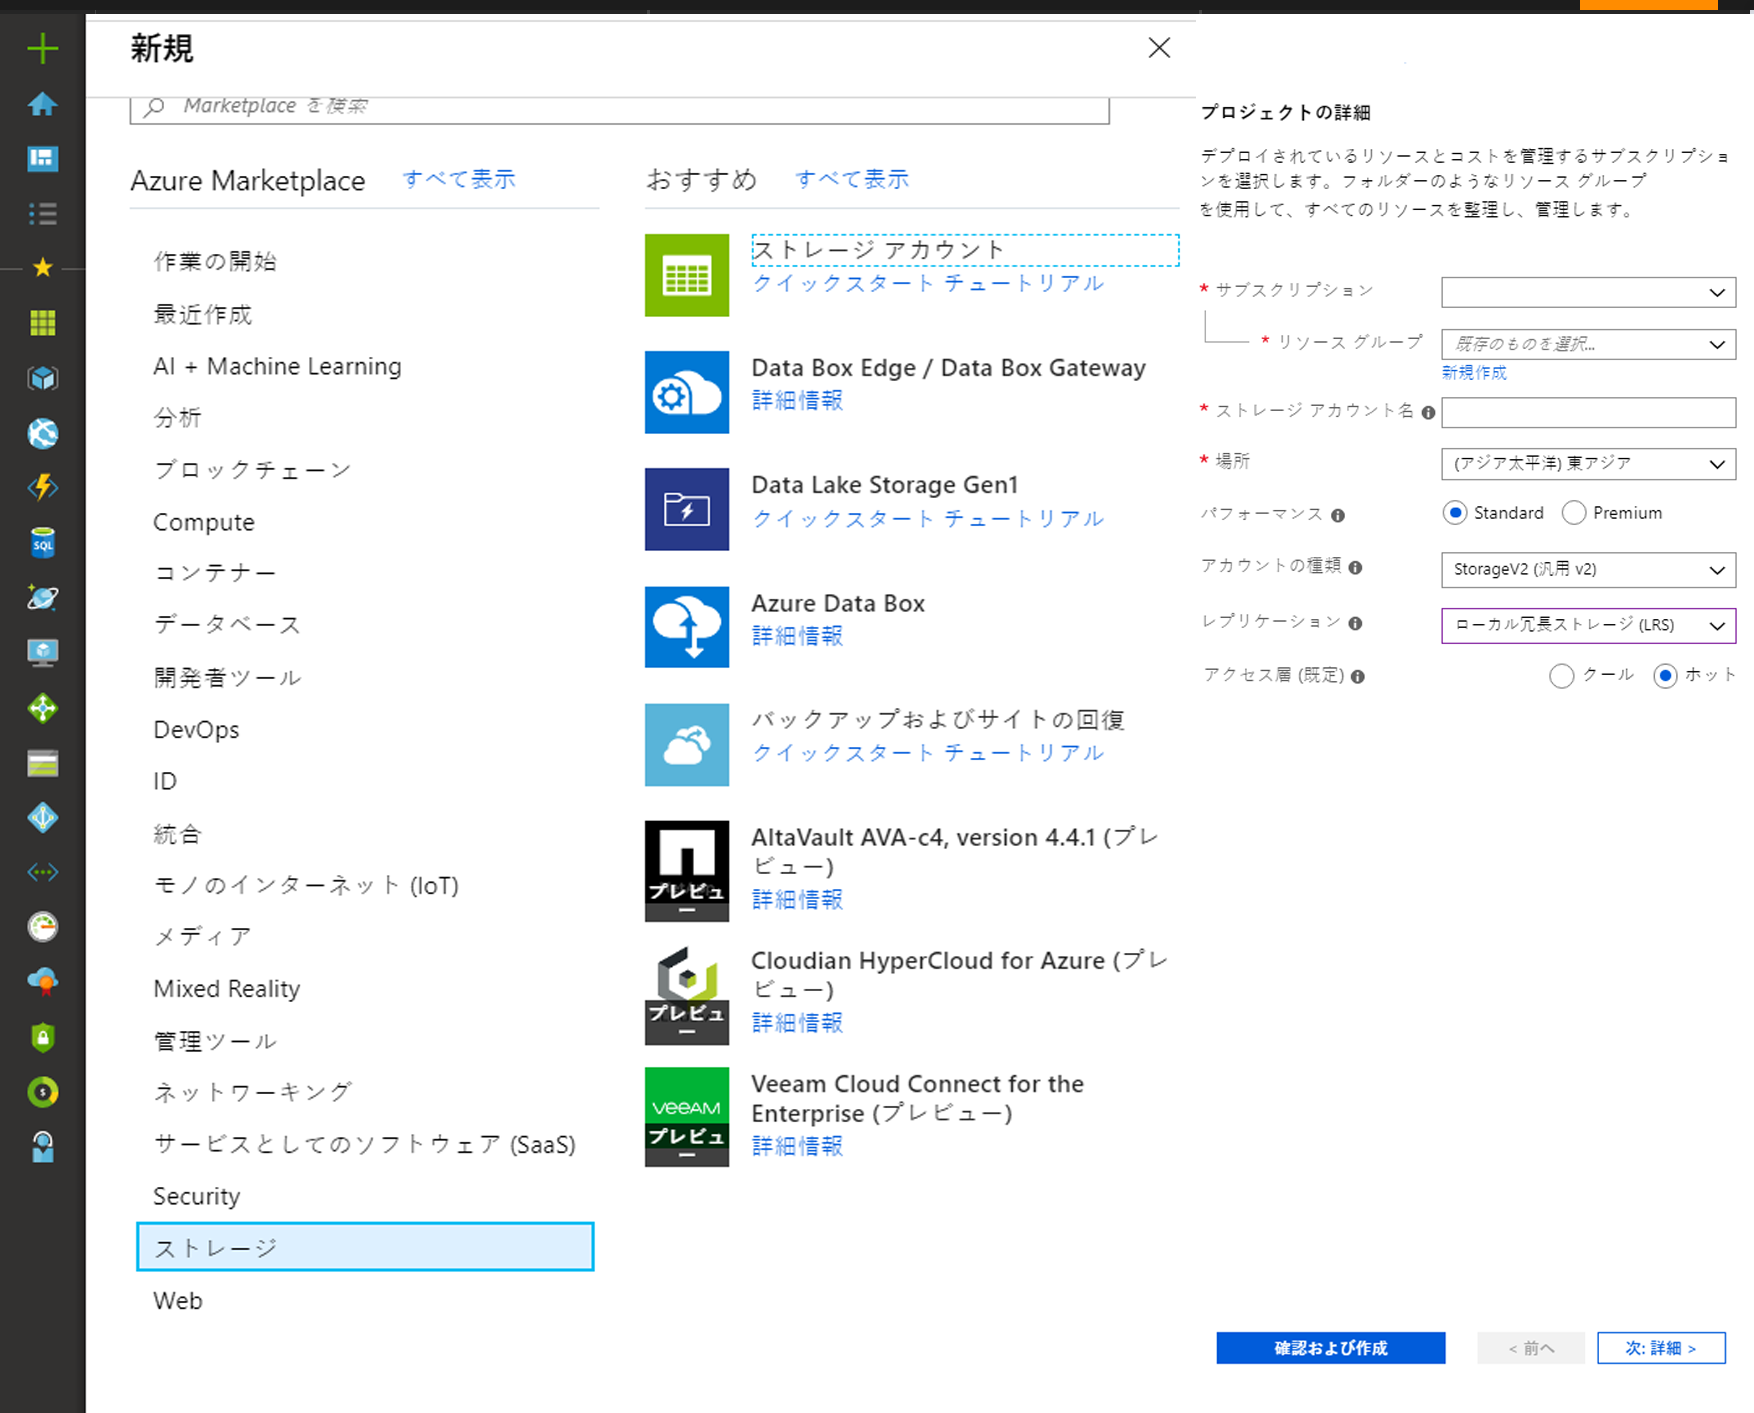 新規
Marketplace を検索
Azure Marketplace すべて表示
作業の開始
最近作成
AI + Machine Learning
分析
ブロックチェーン
Compute
コンテナー
データベース
開発者ツール
DevOps
ID
統合
モノのインターネット (IoT)
メディア
Mixed Reality
管理ツール
ネットワーキング
サービスとしてのソフトウェア (SaaS)
Security
ストレージ
Web
おすすめ すべて表示
ストレージ アカウント
クイックスタート チュートリアル
Data Box Edge / Data Box Gateway
詳細情報
Data Lake Storage Gen1
クイックスタート チュートリアル
Azure Data Box
詳細情報
バックアップおよびサイトの回復
クイックスタート チュートリアル
プレビュ
ー
AltaVault AVA-c4, version 4.4.1 (プレ
ビュー)
詳細情報
プレビュ
ー
Cloudian HyperCloud for Azure (プレ
ビュー)
詳細情報
veeam
プレビュ
ー
Veeam Cloud Connect for the
Enterprise (プレビュー)
詳細情報
SQL
プロジェクトの詳細
デプロイされているリソースとコストを管理するサブスクリプショ
ンを選択します。フォルダーのようなリソース グループ
を使用して、すべてのリソースを整理し、管理します。
* サブスクリプション
* リソース グループ 既存のものを選択...
新規作成
* ストレージ アカウント名
* 場所 (アジア太平洋) 東アジア
パフォーマンス Standard Premium
アカウントの種類 StorageV2 (汎用 v2)
レプリケーション ローカル冗長ストレージ (LRS)
アクセス層 (既定) クール ホット
確認および作成 < 前へ 次: 詳細 >